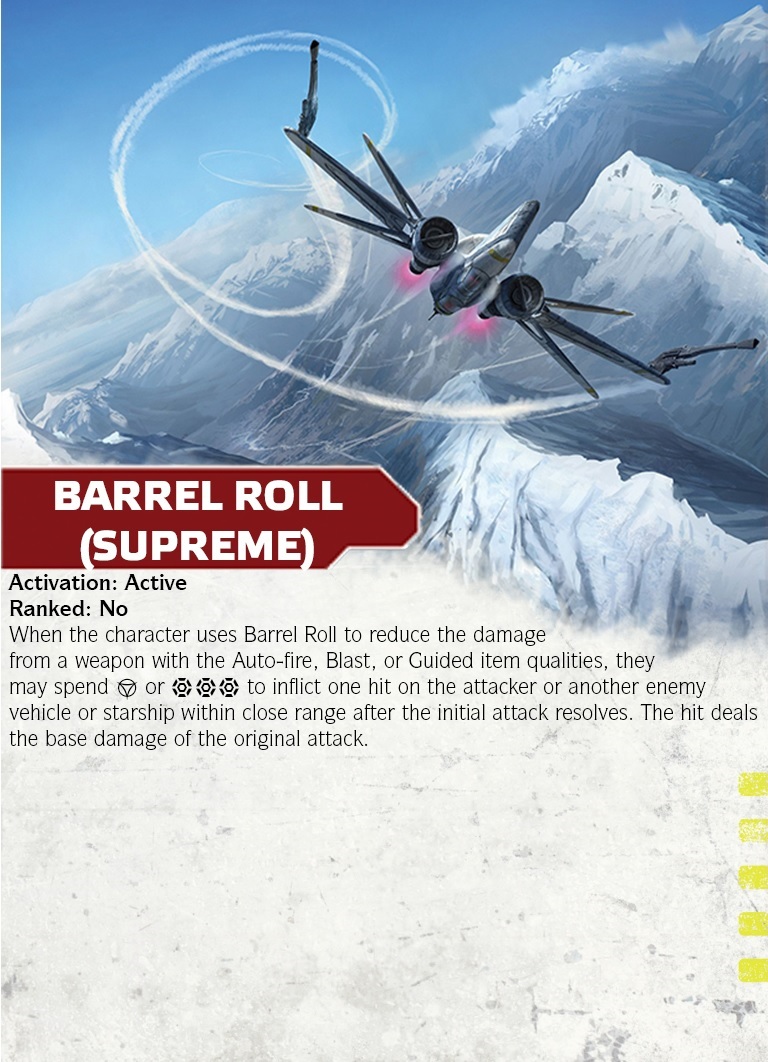 BARREL ROLL
(SUPREME)
Activation: Active
Ranked: No
When the character uses Barrel Roll to reduce the damage
from a weapon with the Auto-fire, Blast, or Guided item qualities, they
may spend or to inflict one hit on the attacker or another enemy
vehicle or starship within close range after the initial attack resolves. The hit deals
the base damage of the original attack.